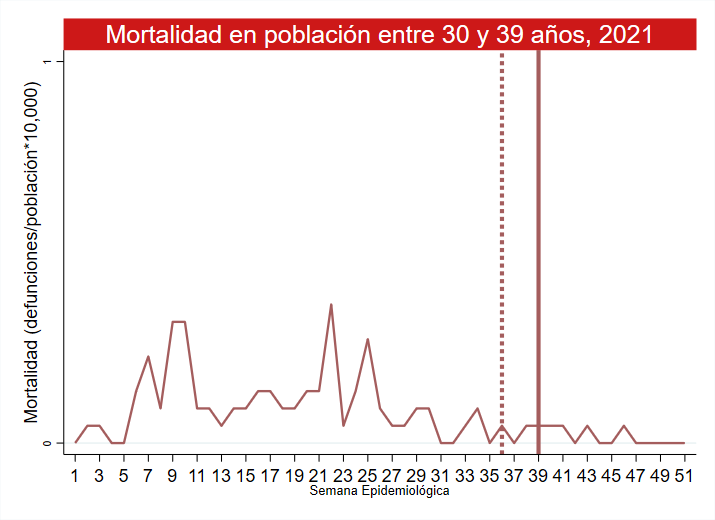 Mortalidad en población entre 30 y 39 años, 2021
Mortalidad (defunciones/población*10,000)
1
0
1 3 5 7 9 11 13 15 17 19 21 23 25 27 29 31 33 35 37 39 41 43 45 47 49 51
Semana Epidemiológica